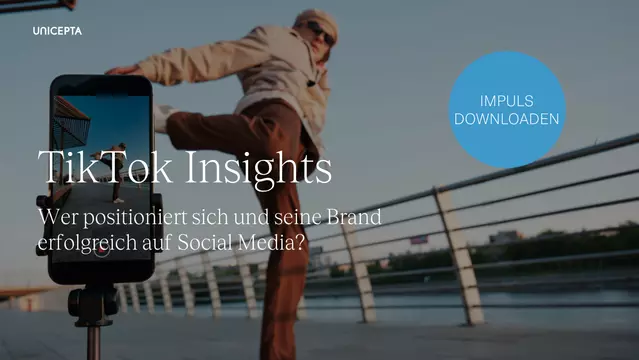 UNICEPTA
IMPULS
DOWNLOADEN
TikTok Insights
Wer positioniert sich und seine Brand
erfolgreich auf Social Media?